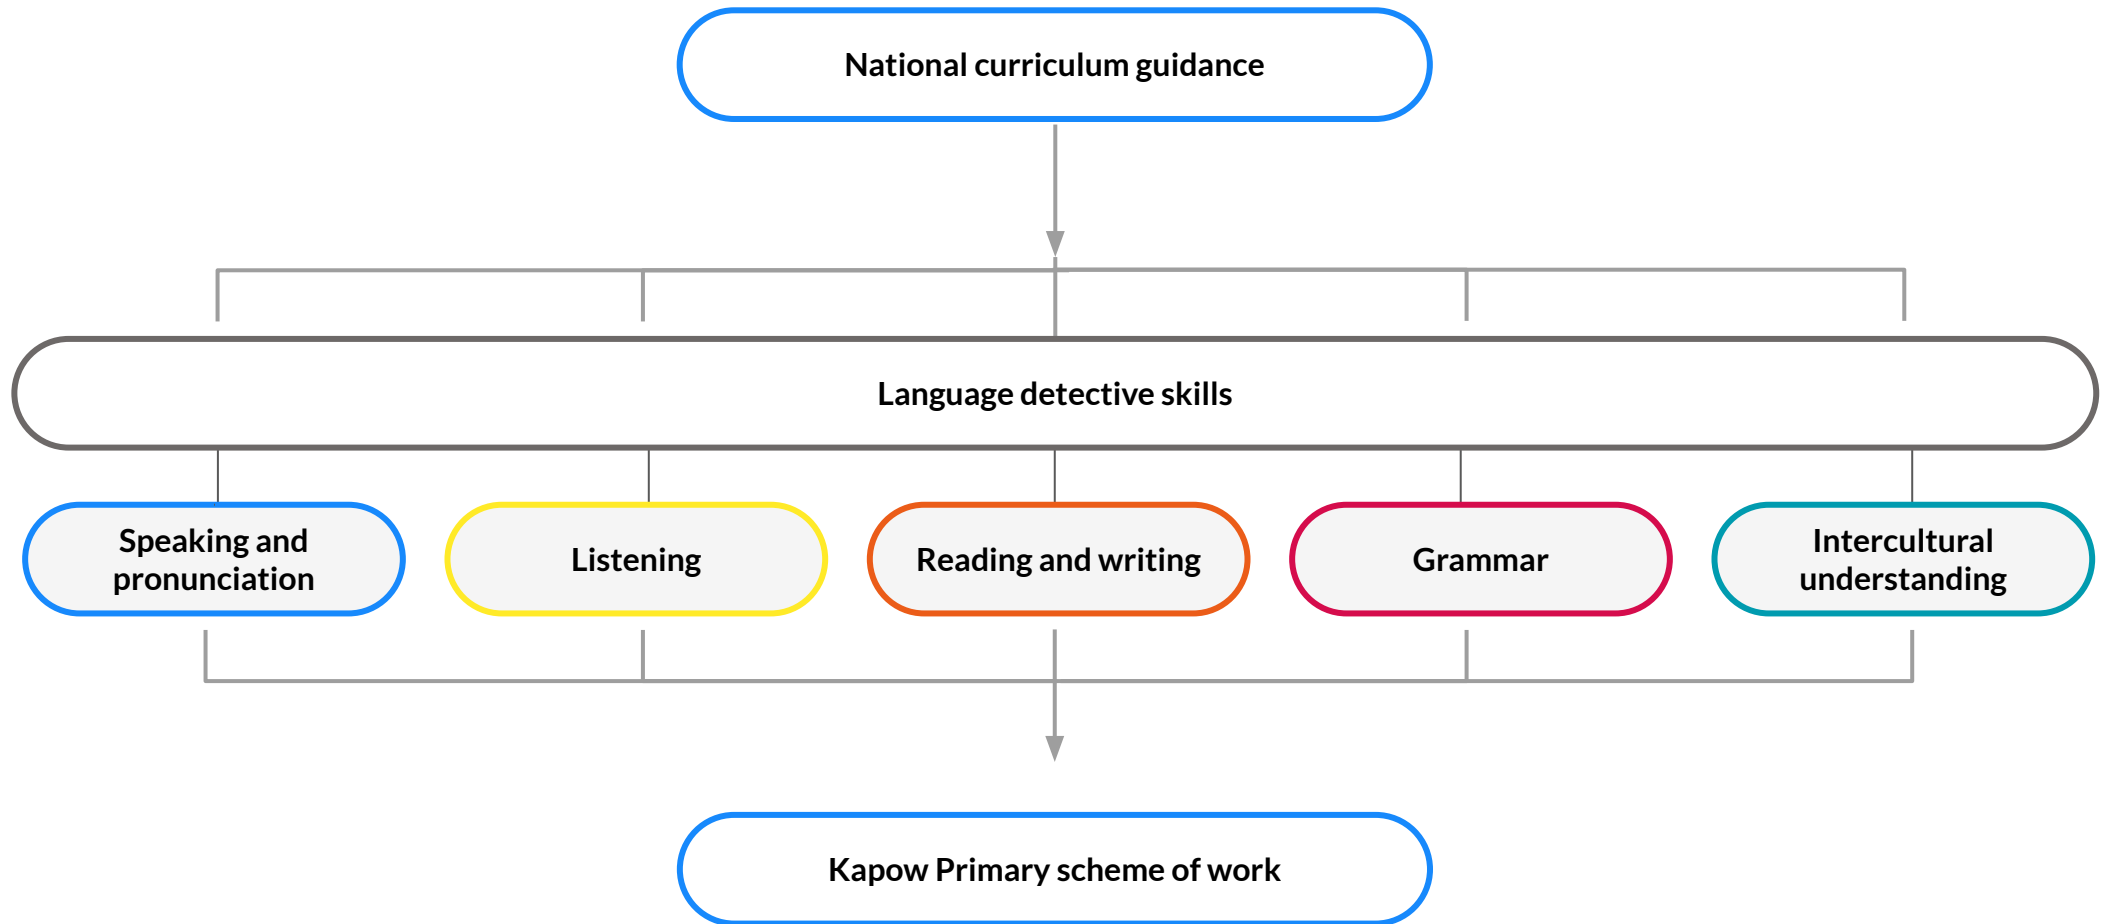 National curriculum guidance
Language detective skills
Speaking and
pronunciation
Listening
Reading and writing
Grammar
Intercultural
understanding
Kapow Primary scheme of work